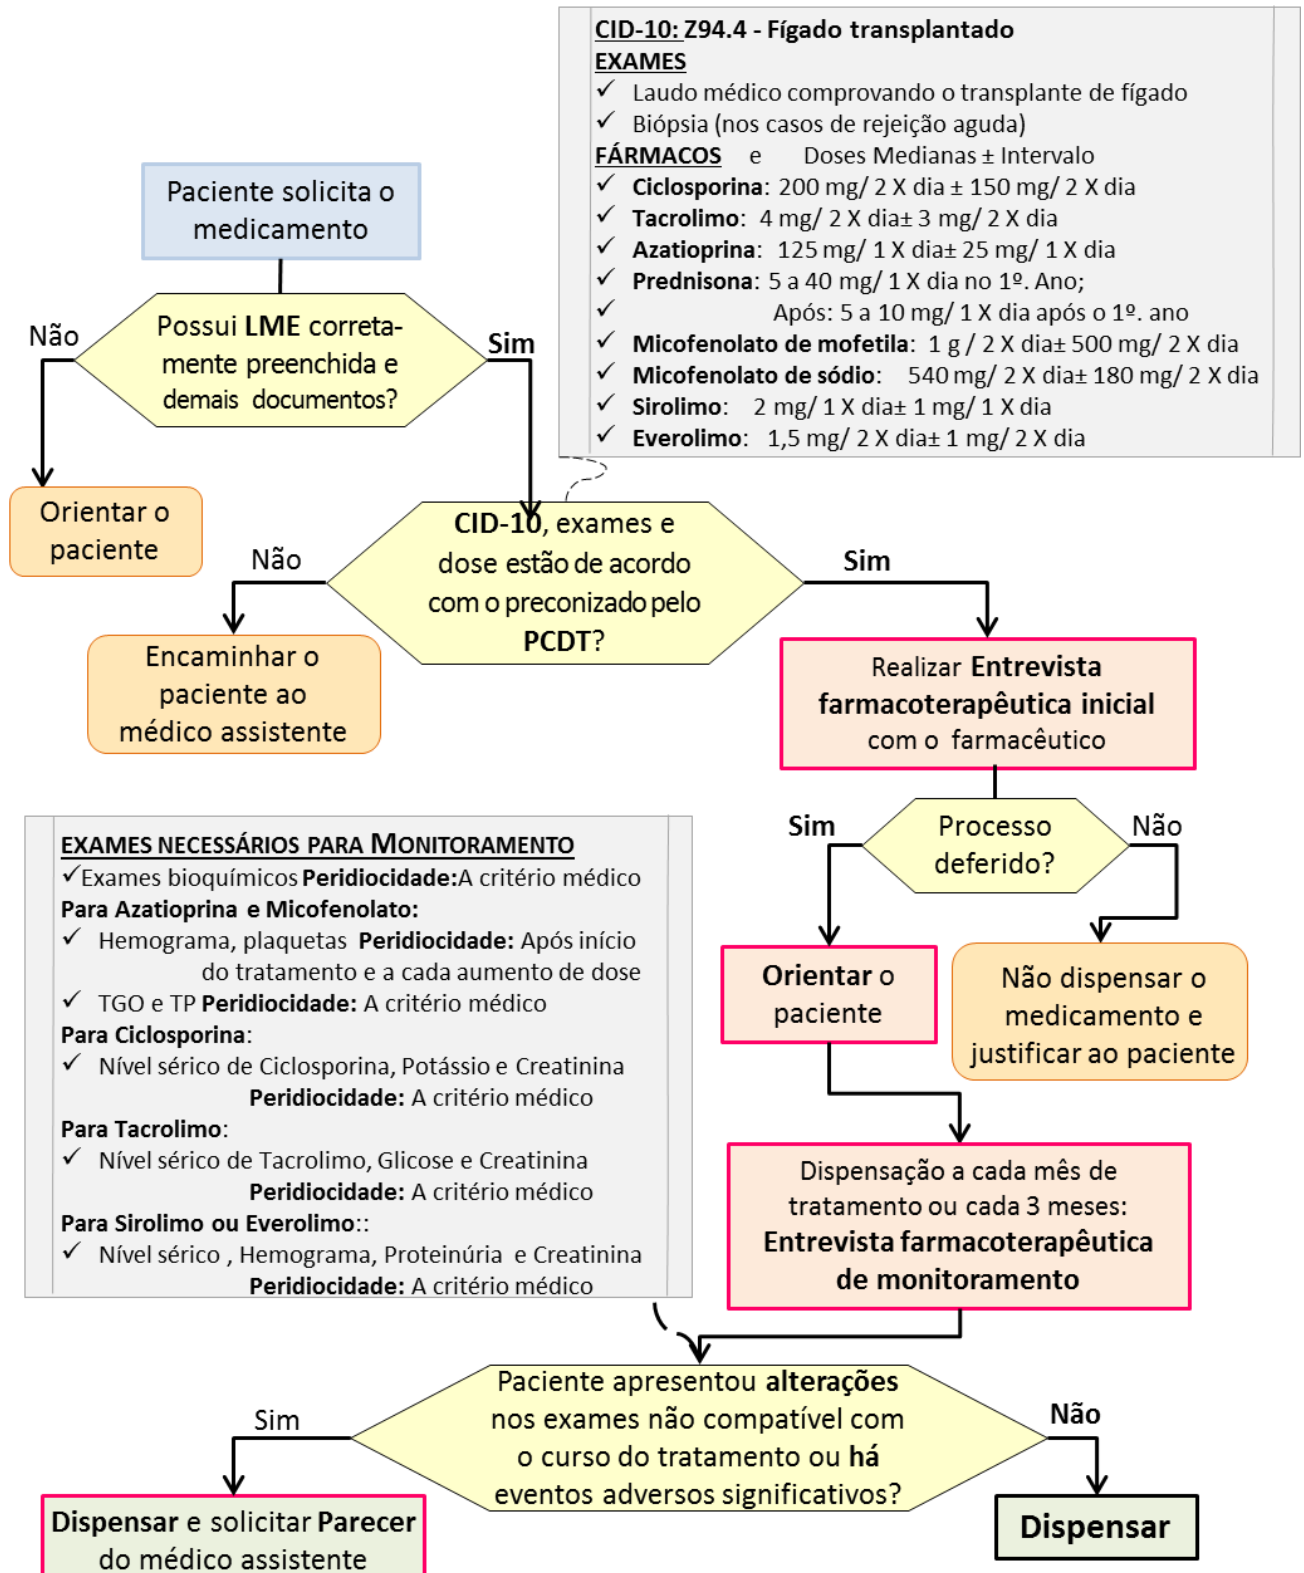 CID-10: Z94.4 - Fígado transplantado
EXAMES
✓ Laudo médico comprovando o transplante de fígado
✓ Biópsia (nos casos de rejeição aguda)
FÁRMACOS e Doses Medianas ± Intervalo
✓ Ciclosporina: 200 mg/ 2 X dia ± 150 mg/ 2 X dia
✓ Tacrolimo: 4 mg/ 2 X dia± 3 mg/ 2 X dia
✓ Azatioprina: 125 mg/ 1 X dia± 25 mg/ 1 X dia
✓ Prednisona: 5 a 40 mg/ 1 X dia no 1º. Ano;
✓ Após: 5 a 10 mg/ 1 X dia após o 1º. ano
✓ Micofenolato de mofetila: 1 g / 2 X dia± 500 mg/ 2 X dia
✓ Micofenolato de sódio: 540 mg/ 2 X dia± 180 mg/ 2 X dia
✓ Sirolimo: 2 mg/ 1 X dia± 1 mg/ 1 X dia
✓ Everolimo: 1,5 mg/ 2 X dia± 1 mg/ 2 X dia
Paciente solicita o
medicamento
Não
Possui LME correta-
mente preenchida e
demais documentos?
Sim
Orientar o
paciente
Não
CID-10, exames e
dose estão de acordo
com o preconizado pelo
PCDT?
Sim
Encaminhar o
paciente ao
médico assistente
Realizar Entrevista
farmacoterapêutica inicial
com o farmacêutico
Sim
Processo
deferido?
Não
Orientar o
paciente
Não dispensar o
medicamento e
justificar ao paciente
EXAMES NECESSÁRIOS PARA MONITORAMENTO
✓Exames bioquímicos Peridiocidade:A critério médico
Para Azatioprina e Micofenolato:
✓ Hemograma, plaquetas Peridiocidade: Após início
do tratamento e a cada aumento de dose
✓ TGO e TP Peridiocidade: A critério médico
Para Ciclosporina:
✓ Nível sérico de Ciclosporina, Potássio e Creatinina
Peridiocidade: A critério médico
Para Tacrolimo:
✓ Nível sérico de Tacrolimo, Glicose e Creatinina
Peridiocidade: A critério médico
Para Sirolimo ou Everolimo::
✓ Nível sérico , Hemograma, Proteinúria e Creatinina
Peridiocidade: A critério médico
Dispensação a cada mês de
tratamento ou cada 3 meses:
Entrevista farmacoterapêutica
de monitoramento
Sim
Paciente apresentou alterações
nos exames não compatível com
o curso do tratamento ou há
eventos adversos significativos?
Não
Dispensar e solicitar Parecer
do médico assistente
Dispensar